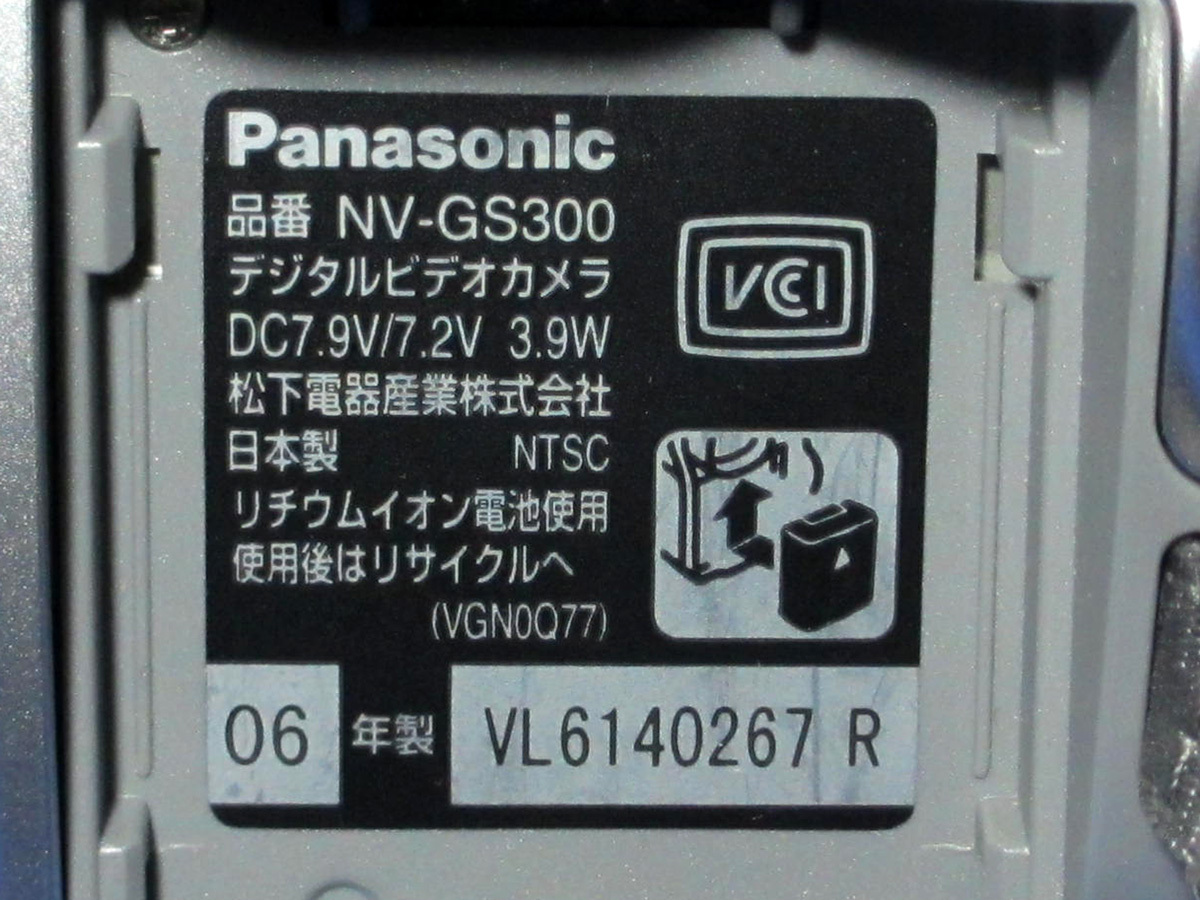 Panasonic
品番 NV-GS300
デジタルビデオカメラ
DC7.9V/7.2V 3.9W
松下電器産業株式会社
日本製 NTSC
リチウムイオン電池使用
使用後はリサイクルへ
(VGN0Q77)
VCCI
06 年製 VL6140267 R